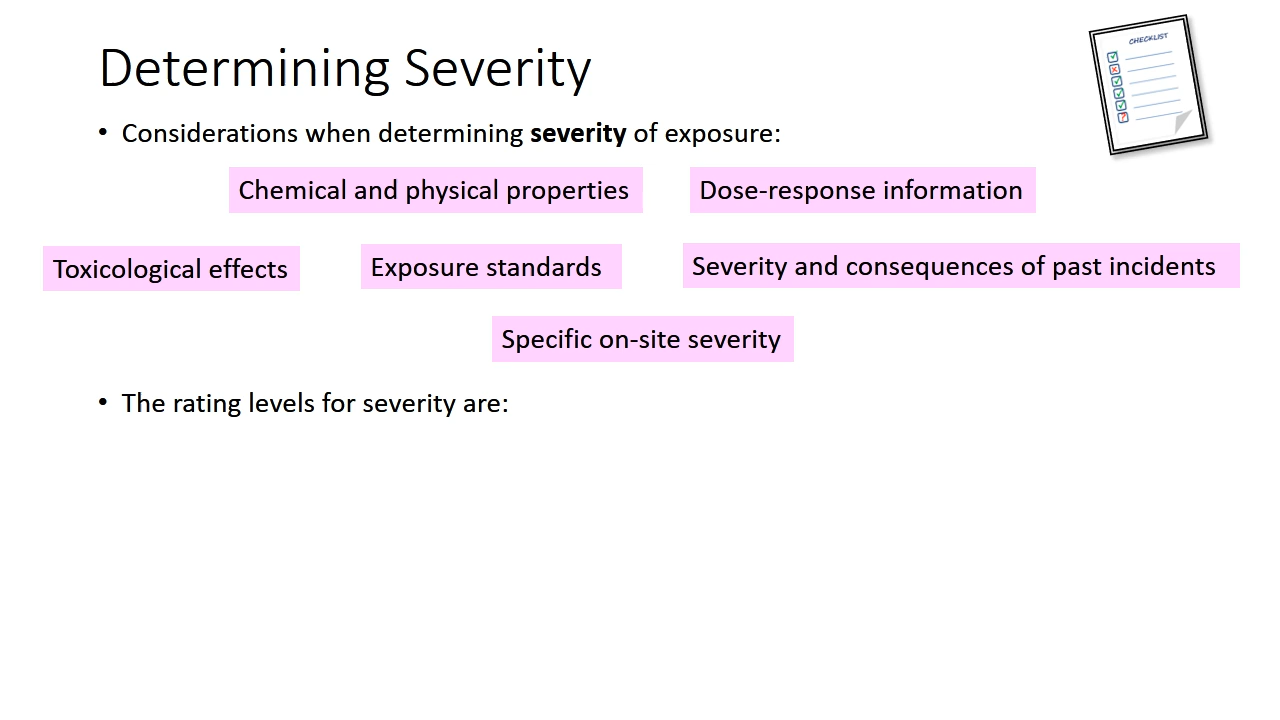 Determining Severity
CHECKLIST
• Considerations when determining severity of exposure:
Chemical and physical properties
Dose-response information
Toxicological effects
Exposure standards
Severity and consequences of past incidents
Specific on-site severity
• The rating levels for severity are: